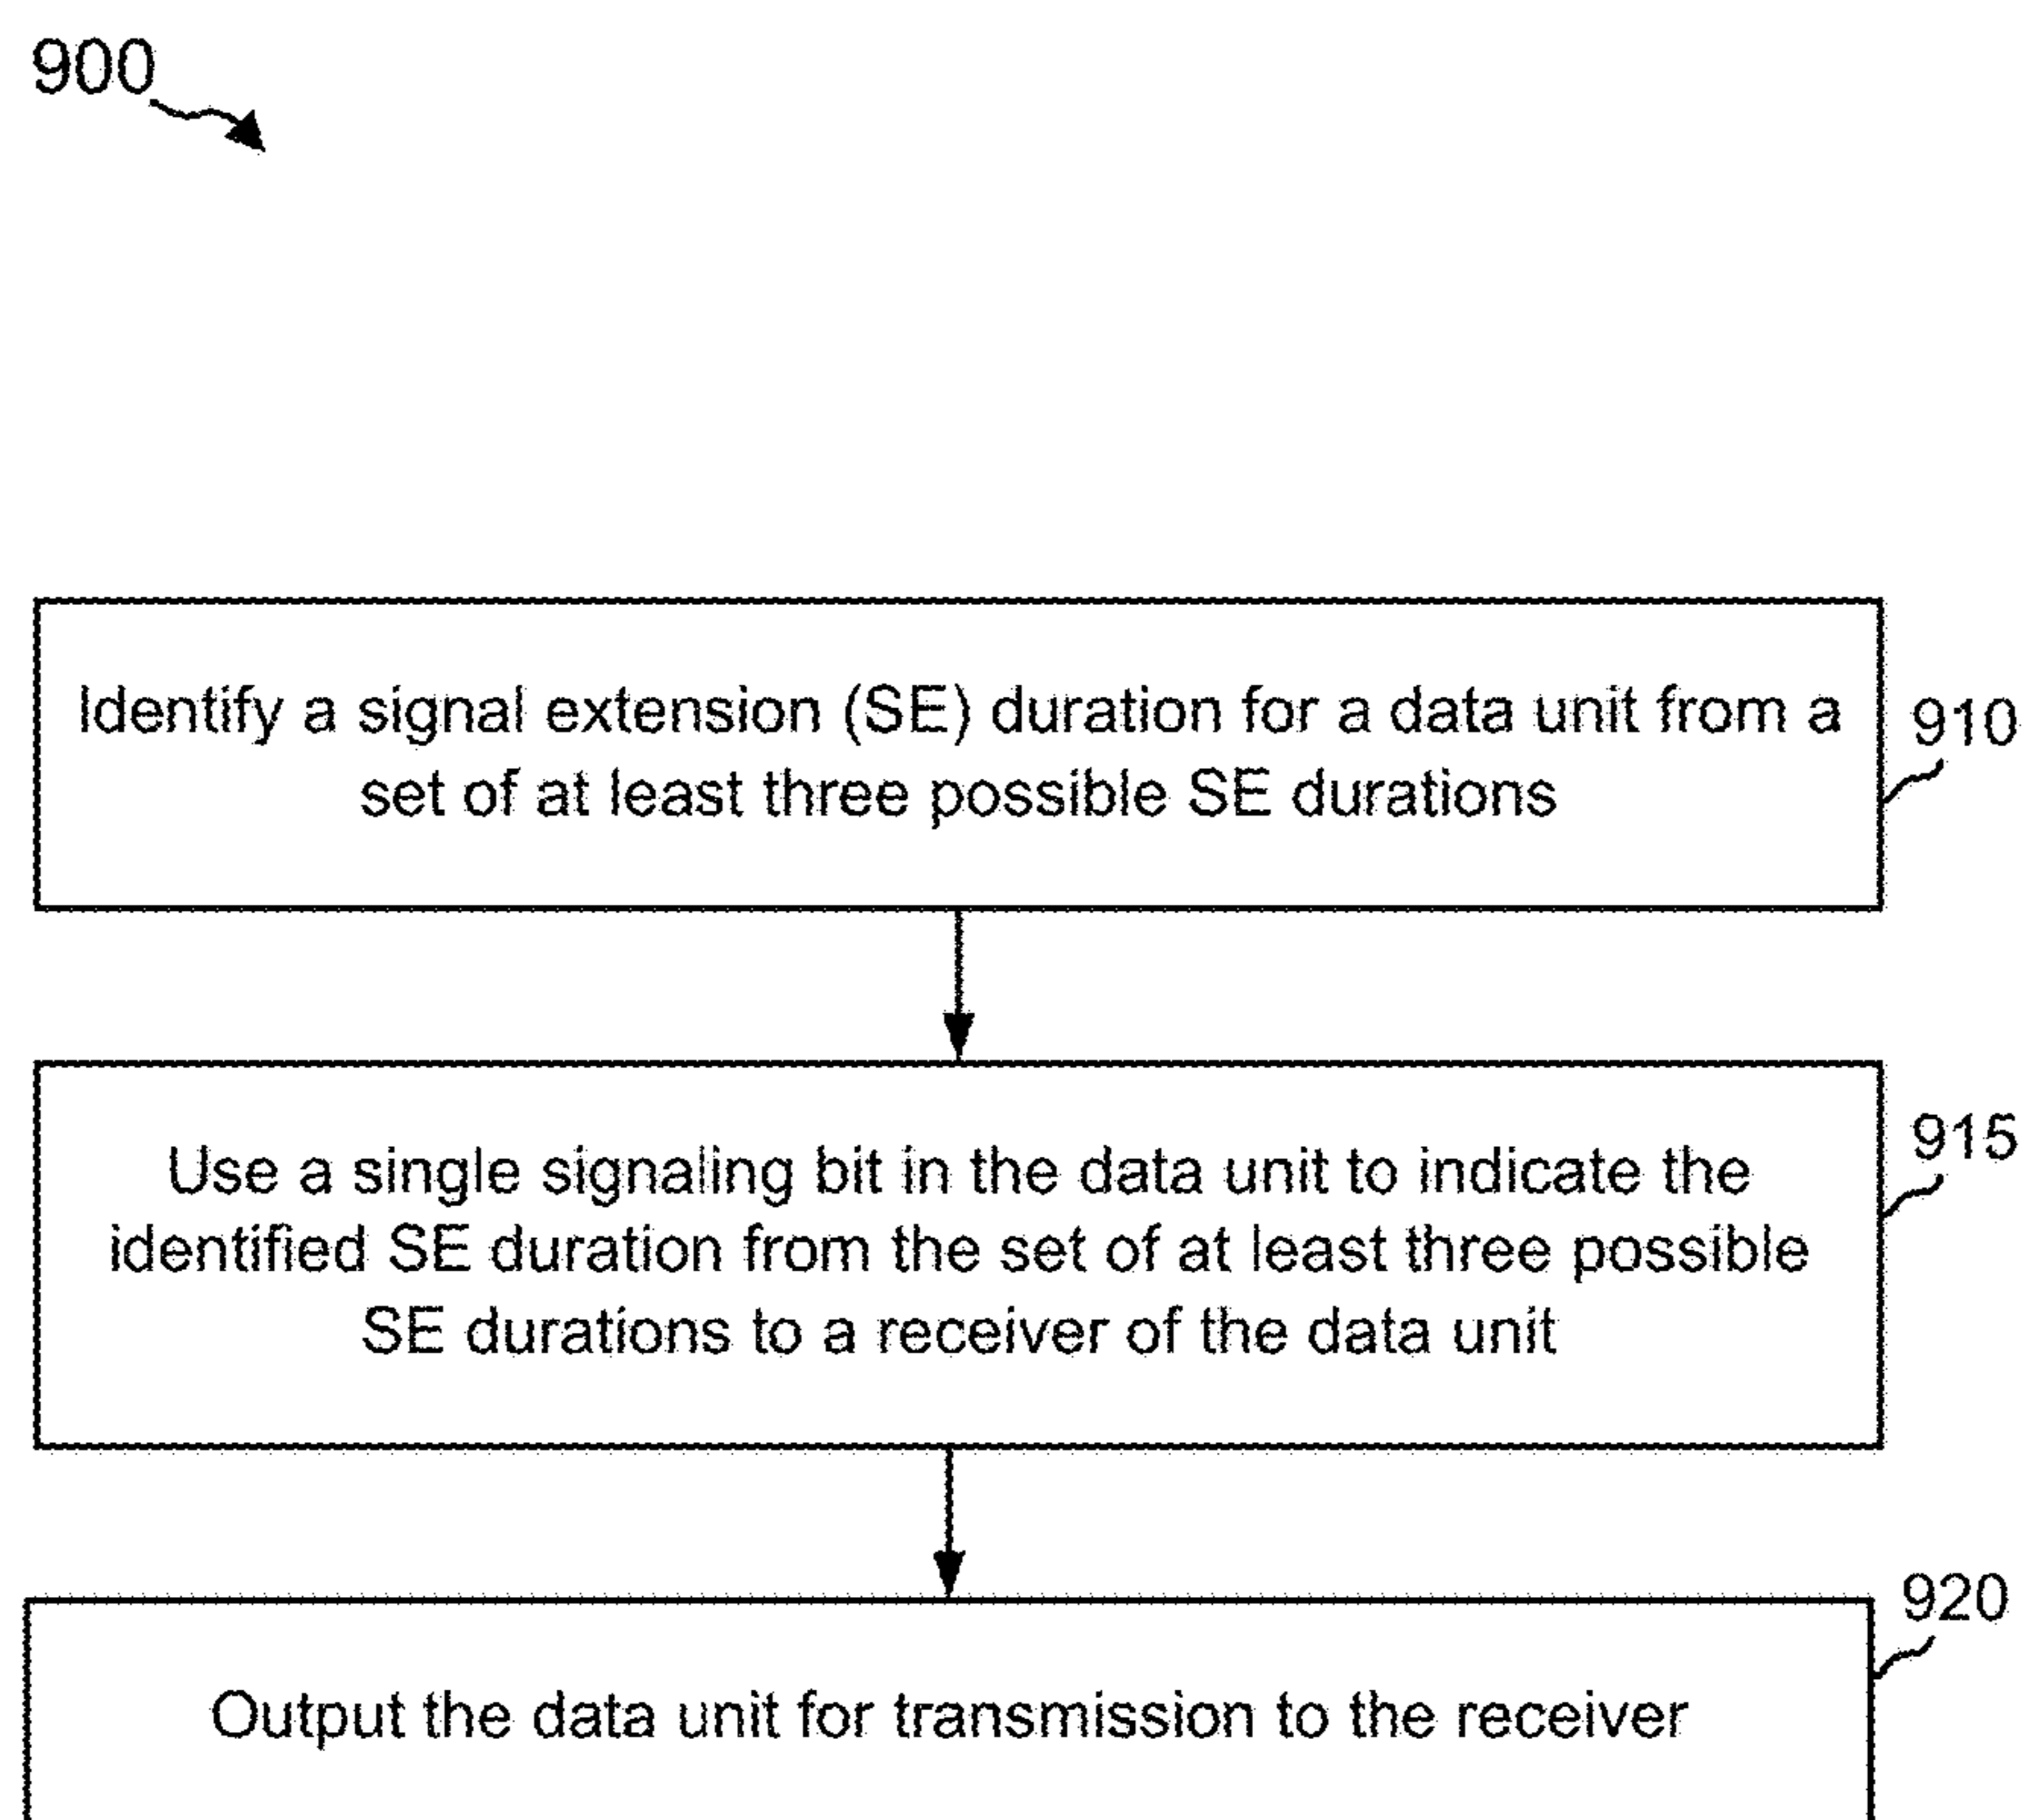 900
Identify a signal extension (SE) duration for a data unit from a
set of at least three possible SE durations
910
Use a single signaling bit in the data unit to indicate the
identified SE duration from the set of at least three possible
SE durations to a receiver of the data unit
915
Output the data unit for transmission to the receiver
920